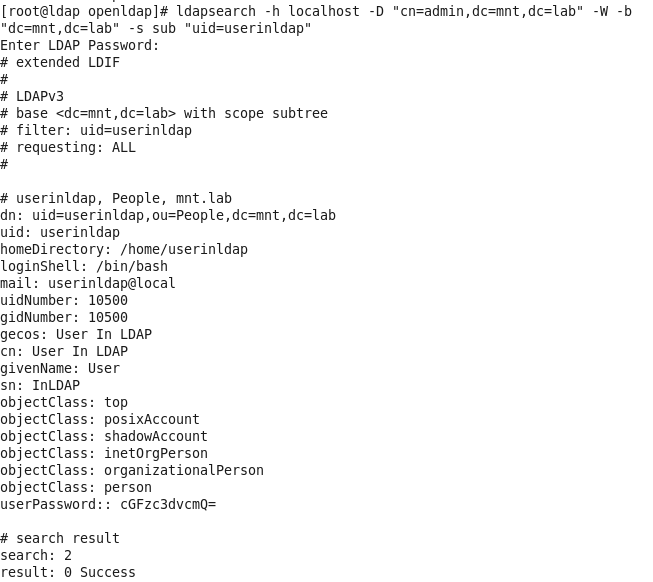 [root@ldap openldap]# ldapsearch -h localhost -D "cn=admin,dc=mnt,dc=lab" -W -b
"dc=mnt,dc=lab" -s sub "uid=userinldap"
Enter LDAP Password:
# extended LDIF
#
# LDAPv3
# base <dc=mnt,dc=lab> with scope subtree
# filter: uid=userinldap
# requesting: ALL
#

# userinldap, People, mnt.lab
dn: uid=userinldap,ou=People,dc=mnt,dc=lab
uid: userinldap
homeDirectory: /home/userinldap
loginShell: /bin/bash
mail: userinldap@local
uidNumber: 10500
gidNumber: 10500
gecos: User In LDAP
cn: User In LDAP
givenName: User
sn: InLDAP
objectClass: top
objectClass: posixAccount
objectClass: shadowAccount
objectClass: inetOrgPerson
objectClass: organizationalPerson
objectClass: person
userPassword:: cGFzc3dvcmQ=

# search result
search: 2
result: 0 Success